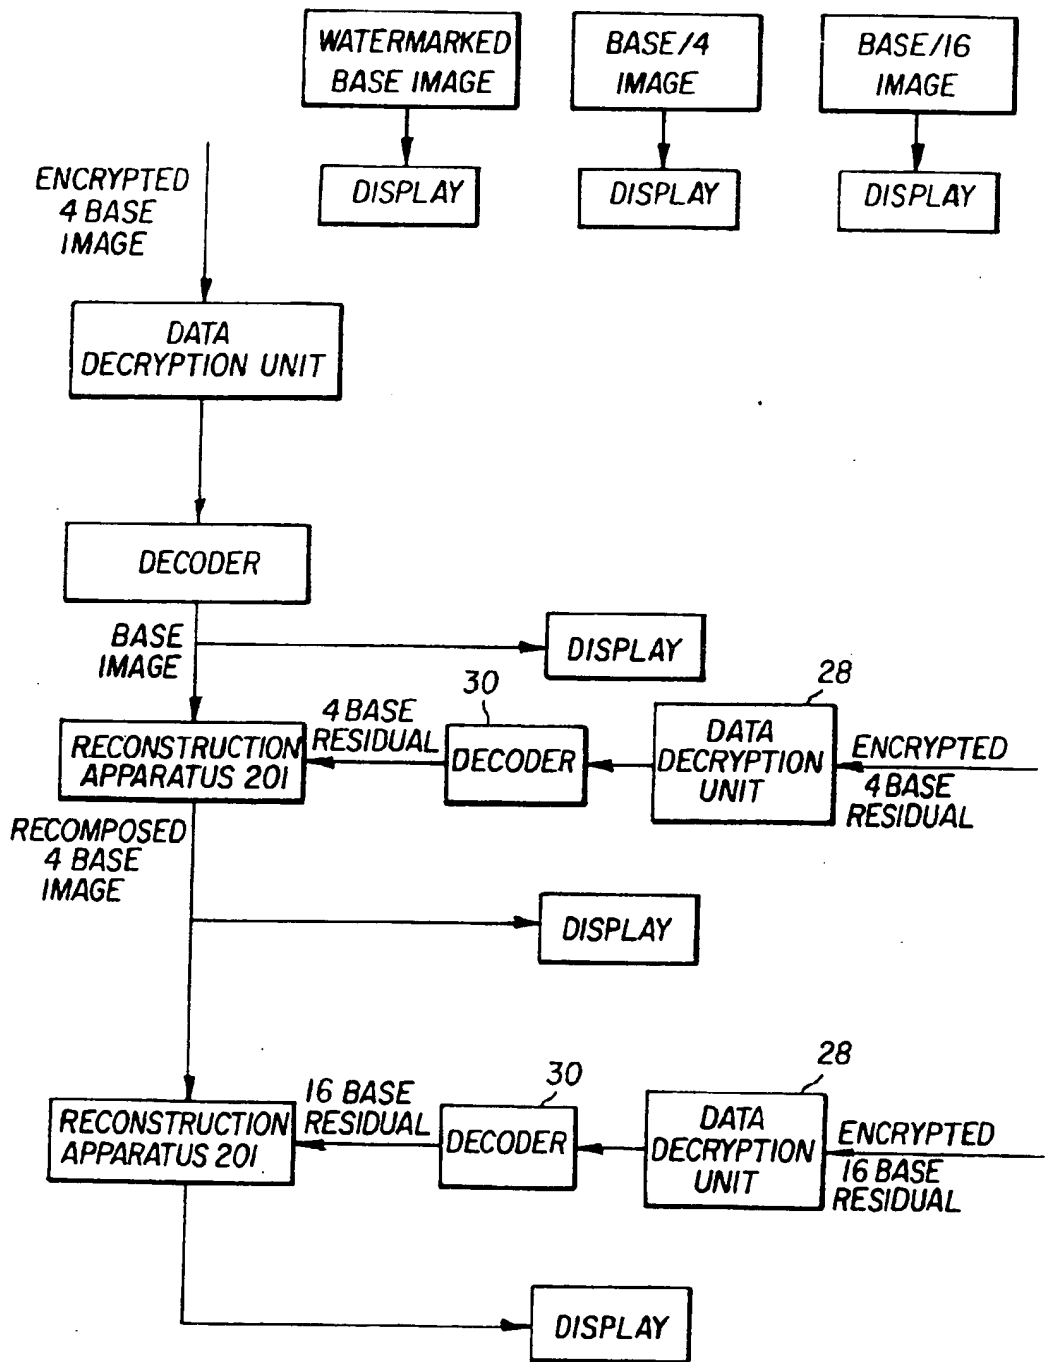 WATERMARKED
BASE IMAGE
BASE/4
IMAGE
BASE/16
IMAGE
DISPLAY
DISPLAY
DISPLAY
ENCRYPTED
4 BASE
IMAGE
DATA
DECRYPTION UNIT
DECODER
BASE
IMAGE
DISPLAY
RECONSTRUCTION
APPARATUS 201
4 BASE
RESIDUAL
30
DECODER
28
DATA
DECRYPTION
UNIT
ENCRYPTED
4 BASE
RESIDUAL
RECOMPOSED
4 BASE
IMAGE
DISPLAY
RECONSTRUCTION
APPARATUS 201
16 BASE
RESIDUAL
30
DECODER
28
DATA
DECRYPTION
UNIT
ENCRYPTED
16 BASE
RESIDUAL
DISPLAY